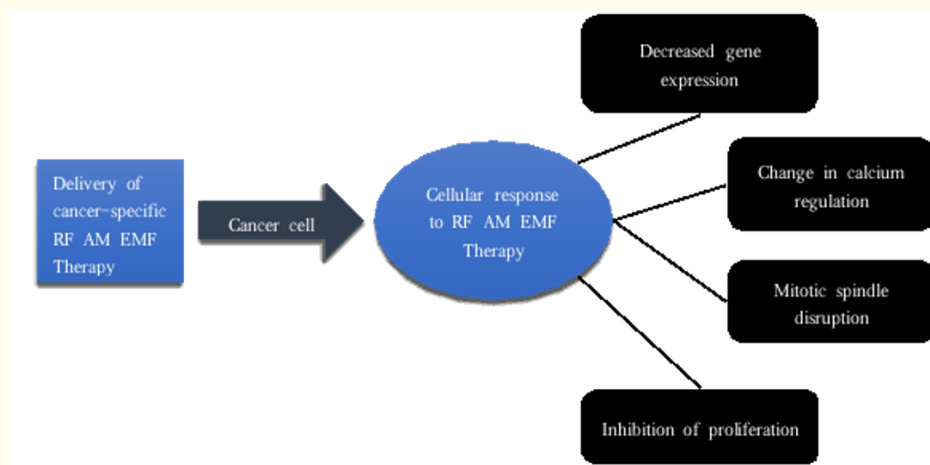 Delivery of
cancer-specific
RF AM EMF
Therapy
Cancer cell
Cellular response
to RF AM EMF
Therapy
Decreased gene
expression
Change in calcium
regulation
Mitotic spindle
disruption
Inhibition of proliferation